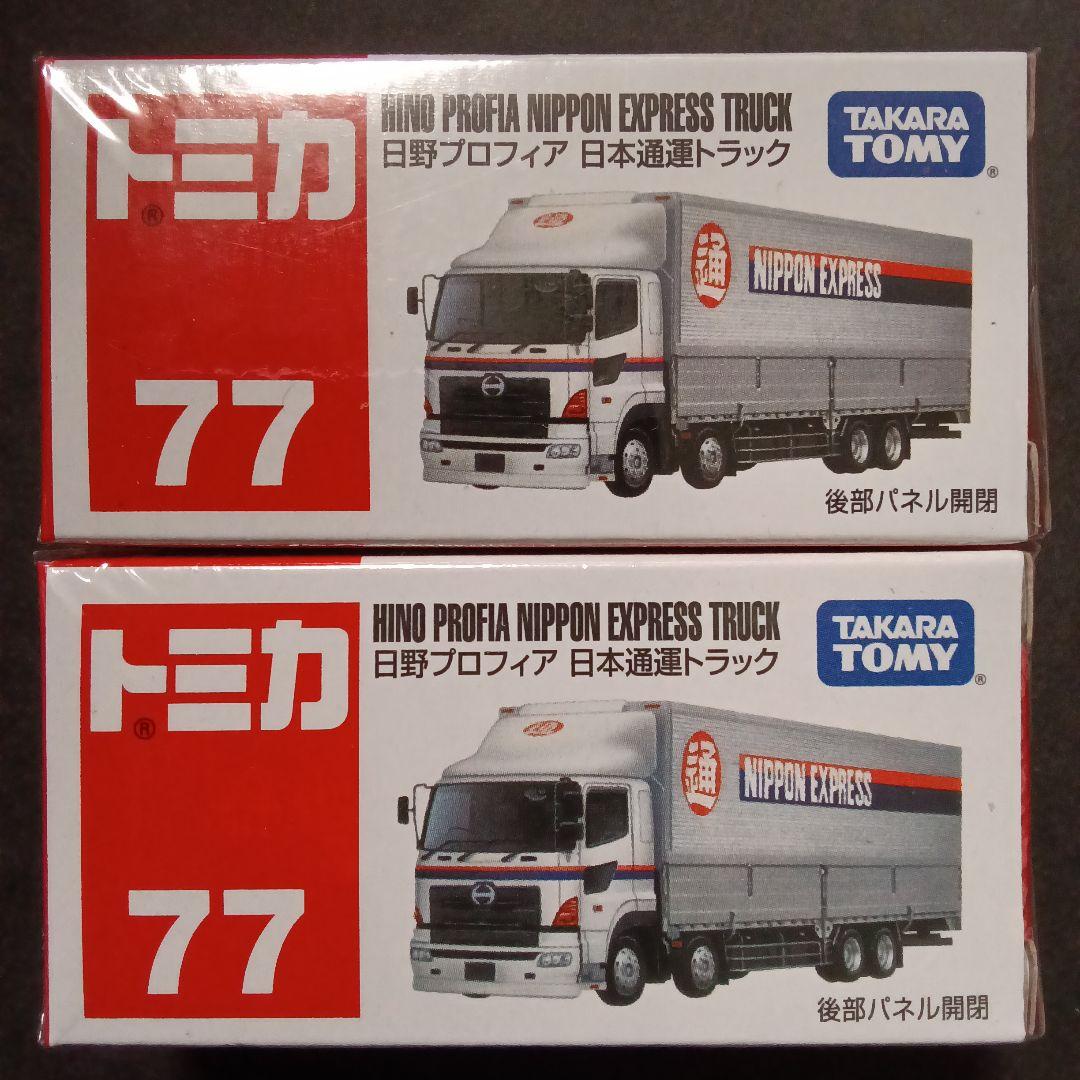 トミカ
®
77
HINO PROFIA NIPPON EXPRESS TRUCK
日野プロフィア 日本通運トラック
TAKARA
TOMY
®
通
NIPPON EXPRESS
後部パネル開閉
トミカ
®
77
HINO PROFIA NIPPON EXPRESS TRUCK
日野プロフィア 日本通運トラック
TAKARA
TOMY
®
通
NIPPON EXPRESS
後部パネル開閉